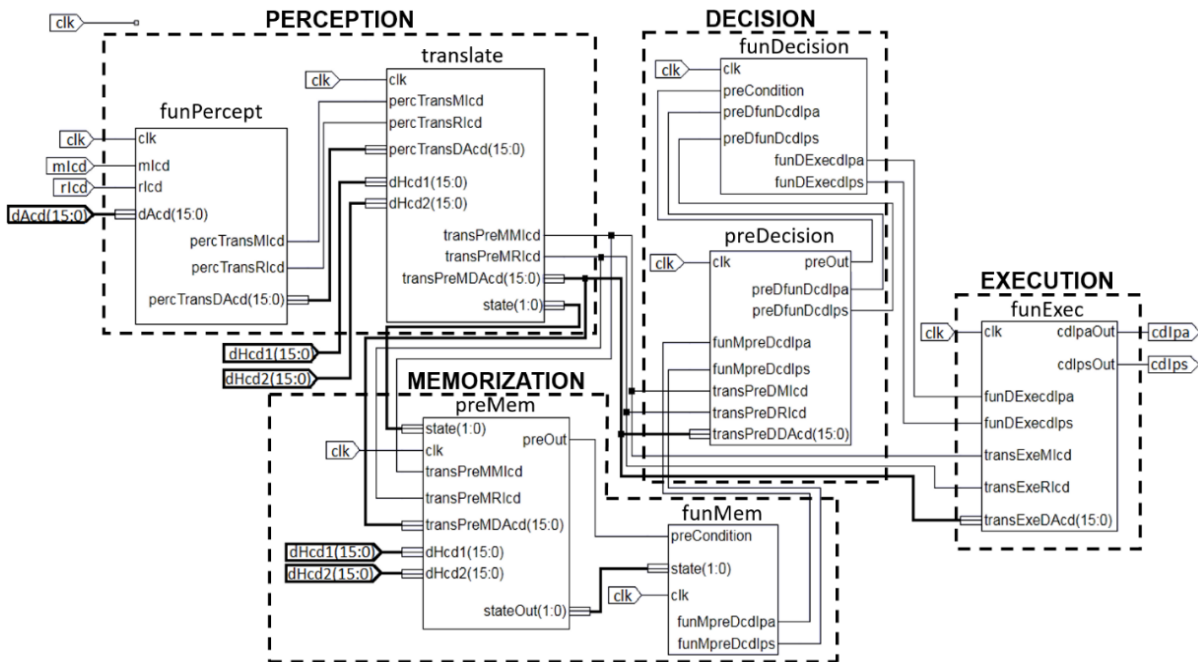 clk
PERCEPTION
translate
clk
clk
percTransMIcd
percTransRIcd
percTransDAcd(15:0)
dHcd1(15:0)
dHcd2(15:0)
transPreMMIcd
transPreMRIcd
transPreMDAcd(15:0)
state(1:0)
funPercept
clk
clk
mIcd
mIcd
rIcd
rIcd
dAcd(15:0)
dAcd(15:0)
percTransMIcd
percTransRIcd
percTransDAcd(15:0)
dHcd1(15:0)
dHcd2(15:0)
DECISION
funDecision
clk
clk
preCondition
preDfunDcdIpa
preDfunDcdIps
funDExecdIpa
funDExecdIps
preDecision
clk
clk
preOut
preDfunDcdIpa
preDfunDcdIps
funMpreDcdIpa
funMpreDcdIps
transPreDMIcd
transPreDRIcd
transPreDDAcd(15:0)
EXECUTION
funExec
clk
clk
cdIpaOut
cdIpa
cdIpsOut
cdIps
funDExecdIpa
funDExecdIps
transExeMIcd
transExeRIcd
transExeDAcd(15:0)
MEMORIZATION
preMem
state(1:0)
preOut
clk
clk
transPreMMIcd
transPreMRIcd
transPreMDAcd(15:0)
dHcd1(15:0)
dHcd1(15:0)
dHcd2(15:0)
dHcd2(15:0)
stateOut(1:0)
funMem
preCondition
state(1:0)
clk
clk
funMpreDcdIpa
funMpreDcdIps